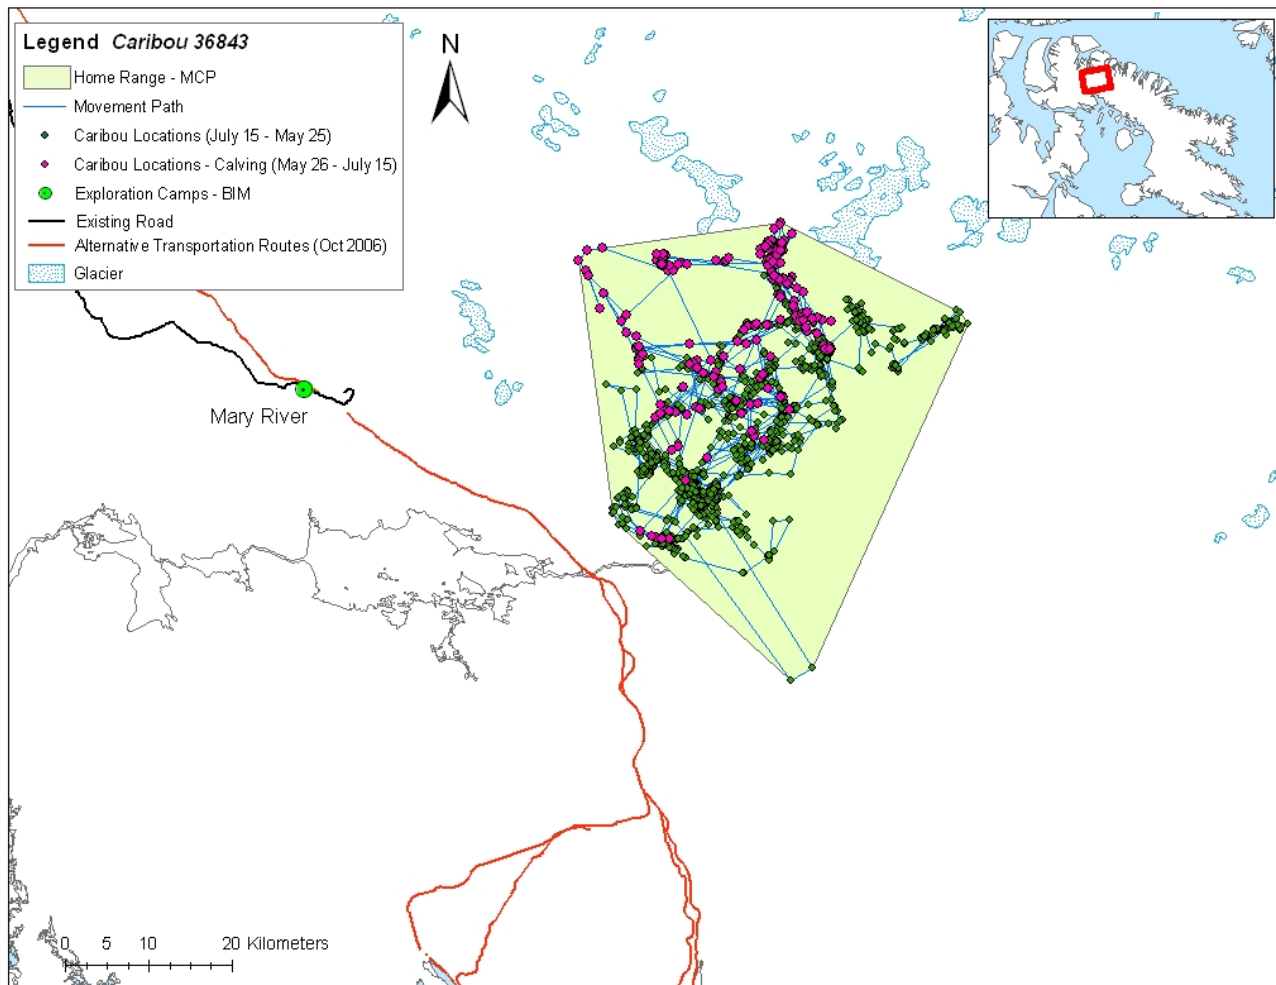 Legend Caribou 36843
Home Range - MCP
Movement Path
Caribou Locations (July 15 - May 25)
Caribou Locations - Calving (May 26 - July 15)
Exploration Camps - BIM
Existing Road
Alternative Transportation Routes (Oct 2006)
Glacier
N
Mary River
0 5 10 20 Kilometers